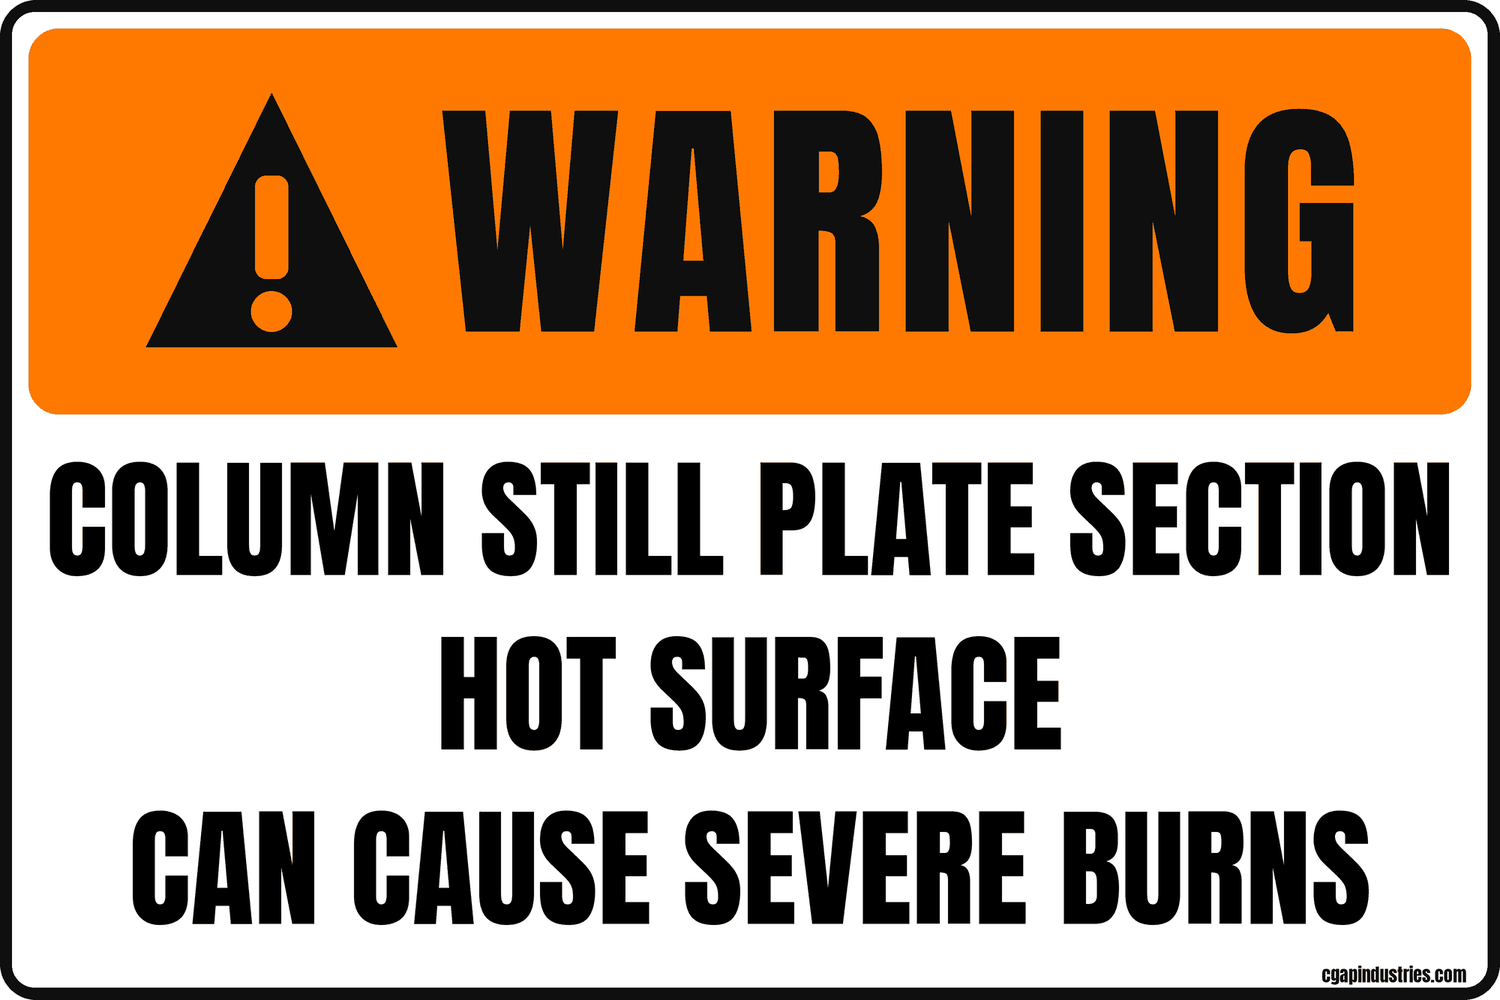 WARNING
COLUMN STILL PLATE SECTION
HOT SURFACE
CAN CAUSE SEVERE BURNS
cgapindustries.com